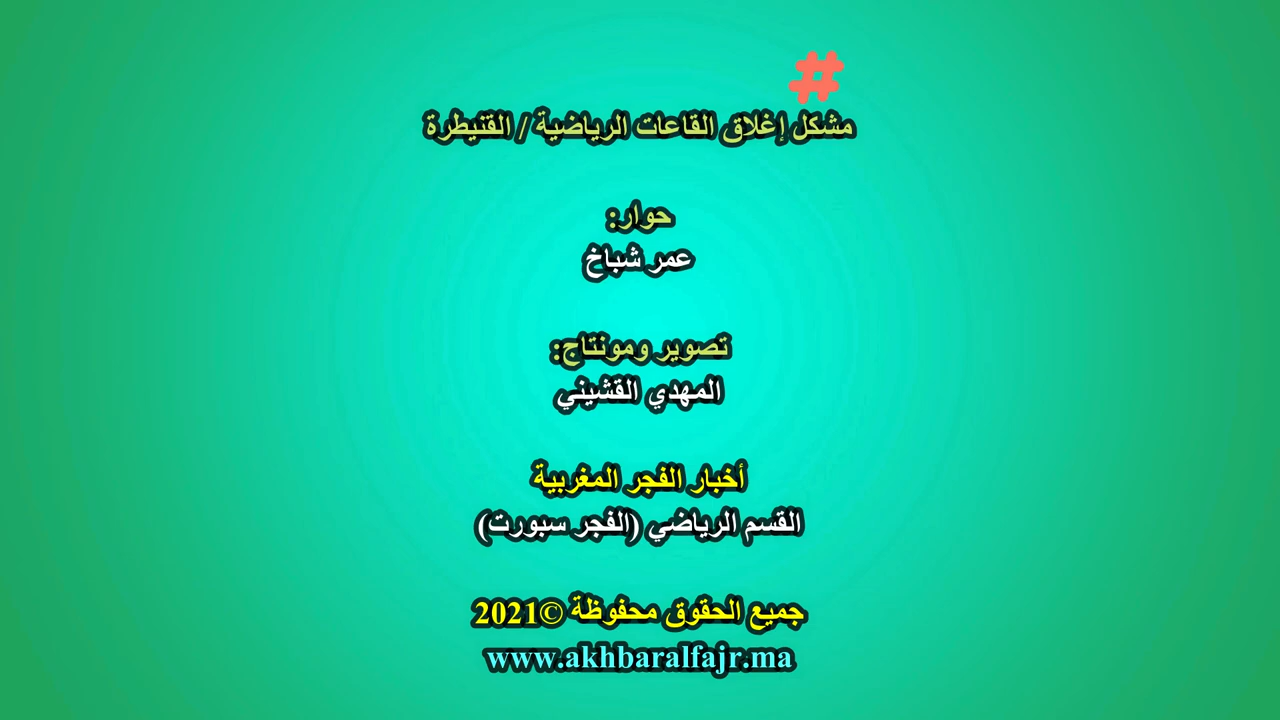 #
مشكل إغلاق القاعات الرياضية / القنيطرة
حوار:
عمر شباخ
تصوير ومونتاج:
المهدي القشيني
أخبار الفجر المغربية
القسم الرياضي (الفجر سبورت)
جميع الحقوق محفوظة ©2021
www.akhbaralfajr.ma